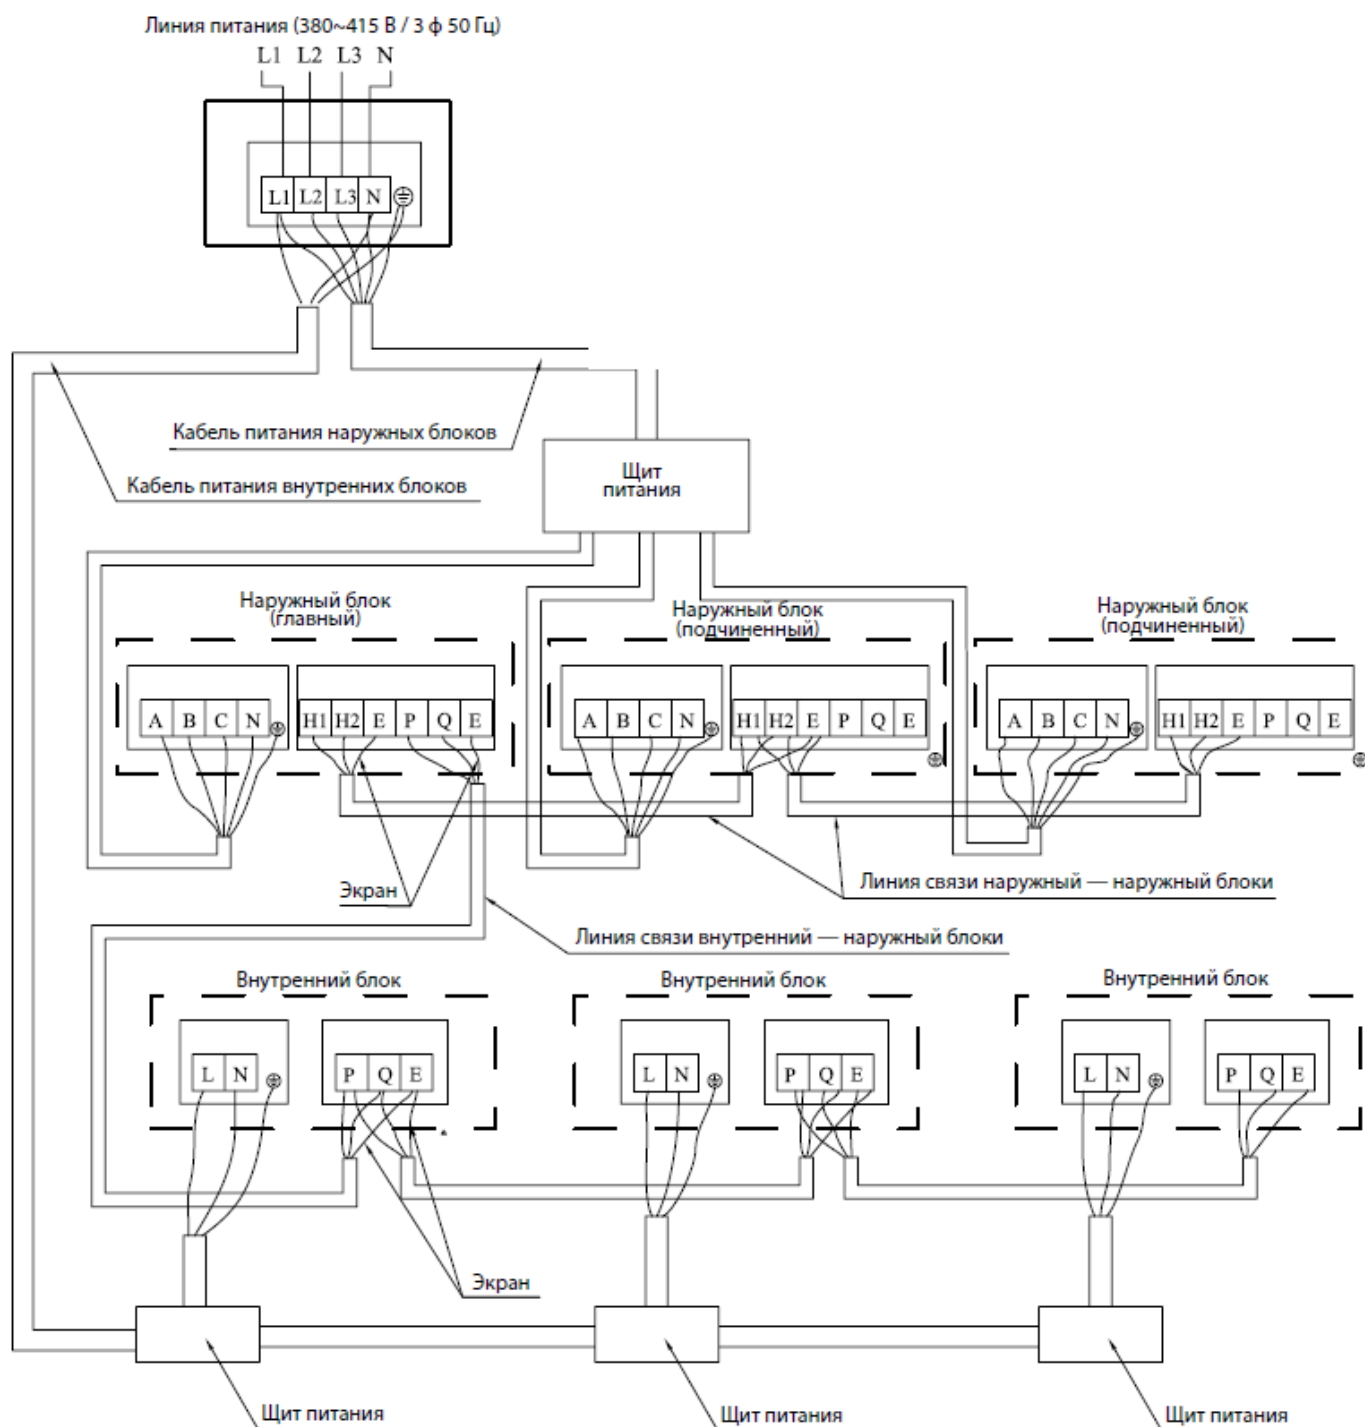 Линия питания (380~415 В / 3 ф 50 Гц)
L1 L2 L3 N
L1 L2 L3 N
Кабель питания наружных блоков
Кабель питания внутренних блоков
Щит
питания
Наружный блок
(главный)
Наружный блок
(подчиненный)
Наружный блок
(подчиненный)
A B C N
H1 H2 E P Q E
A B C N
H1 H2 E P Q E
A B C N
H1 H2 E P Q E
Экран
Линия связи наружный — наружный блоки
Линия связи внутренний — наружный блоки
Внутренний блок
Внутренний блок
Внутренний блок
L N
P Q E
L N
P Q E
L N
P Q E
Экран
Щит питания
Щит питания
Щит питания